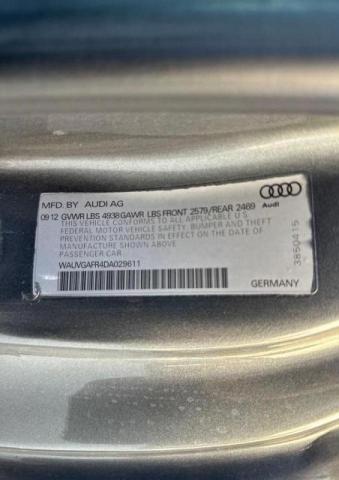 MFD. BY AUDI AG
09.12 GVWR LBS 4938 GAWR LBS FRONT 2579/REAR 2469
THIS VEHICLE CONFORMS TO ALL APPLICABLE U.S.
FEDERAL MOTOR VEHICLE SAFETY, BUMPER AND THEFT
PREVENTION STANDARDS IN EFFECT ON THE DATE OF
MANUFACTURE SHOWN ABOVE.
PASSENGER CAR
WAUVGAFR4DA029611
Audi
3850415
GERMANY